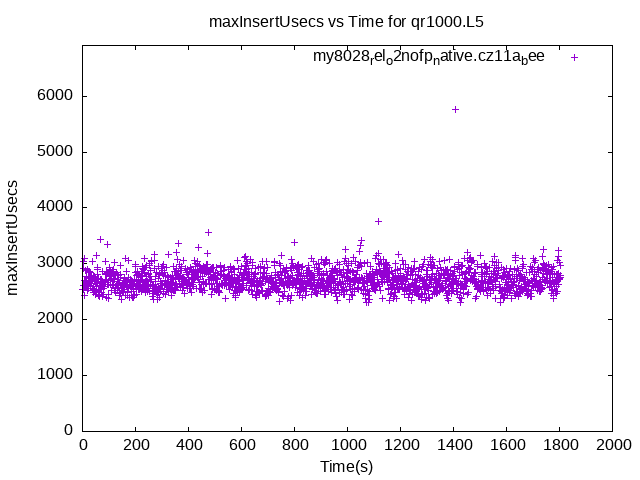 maxInsertUsecs vs Time for qr1000.L5
my8028relo2nofpnative.cz11abee
6000
5000
4000
3000
2000
1000
0
maxInsertUsecs
0 200 400 600 800 1000 1200 1400 1600 1800 2000
Time(s)